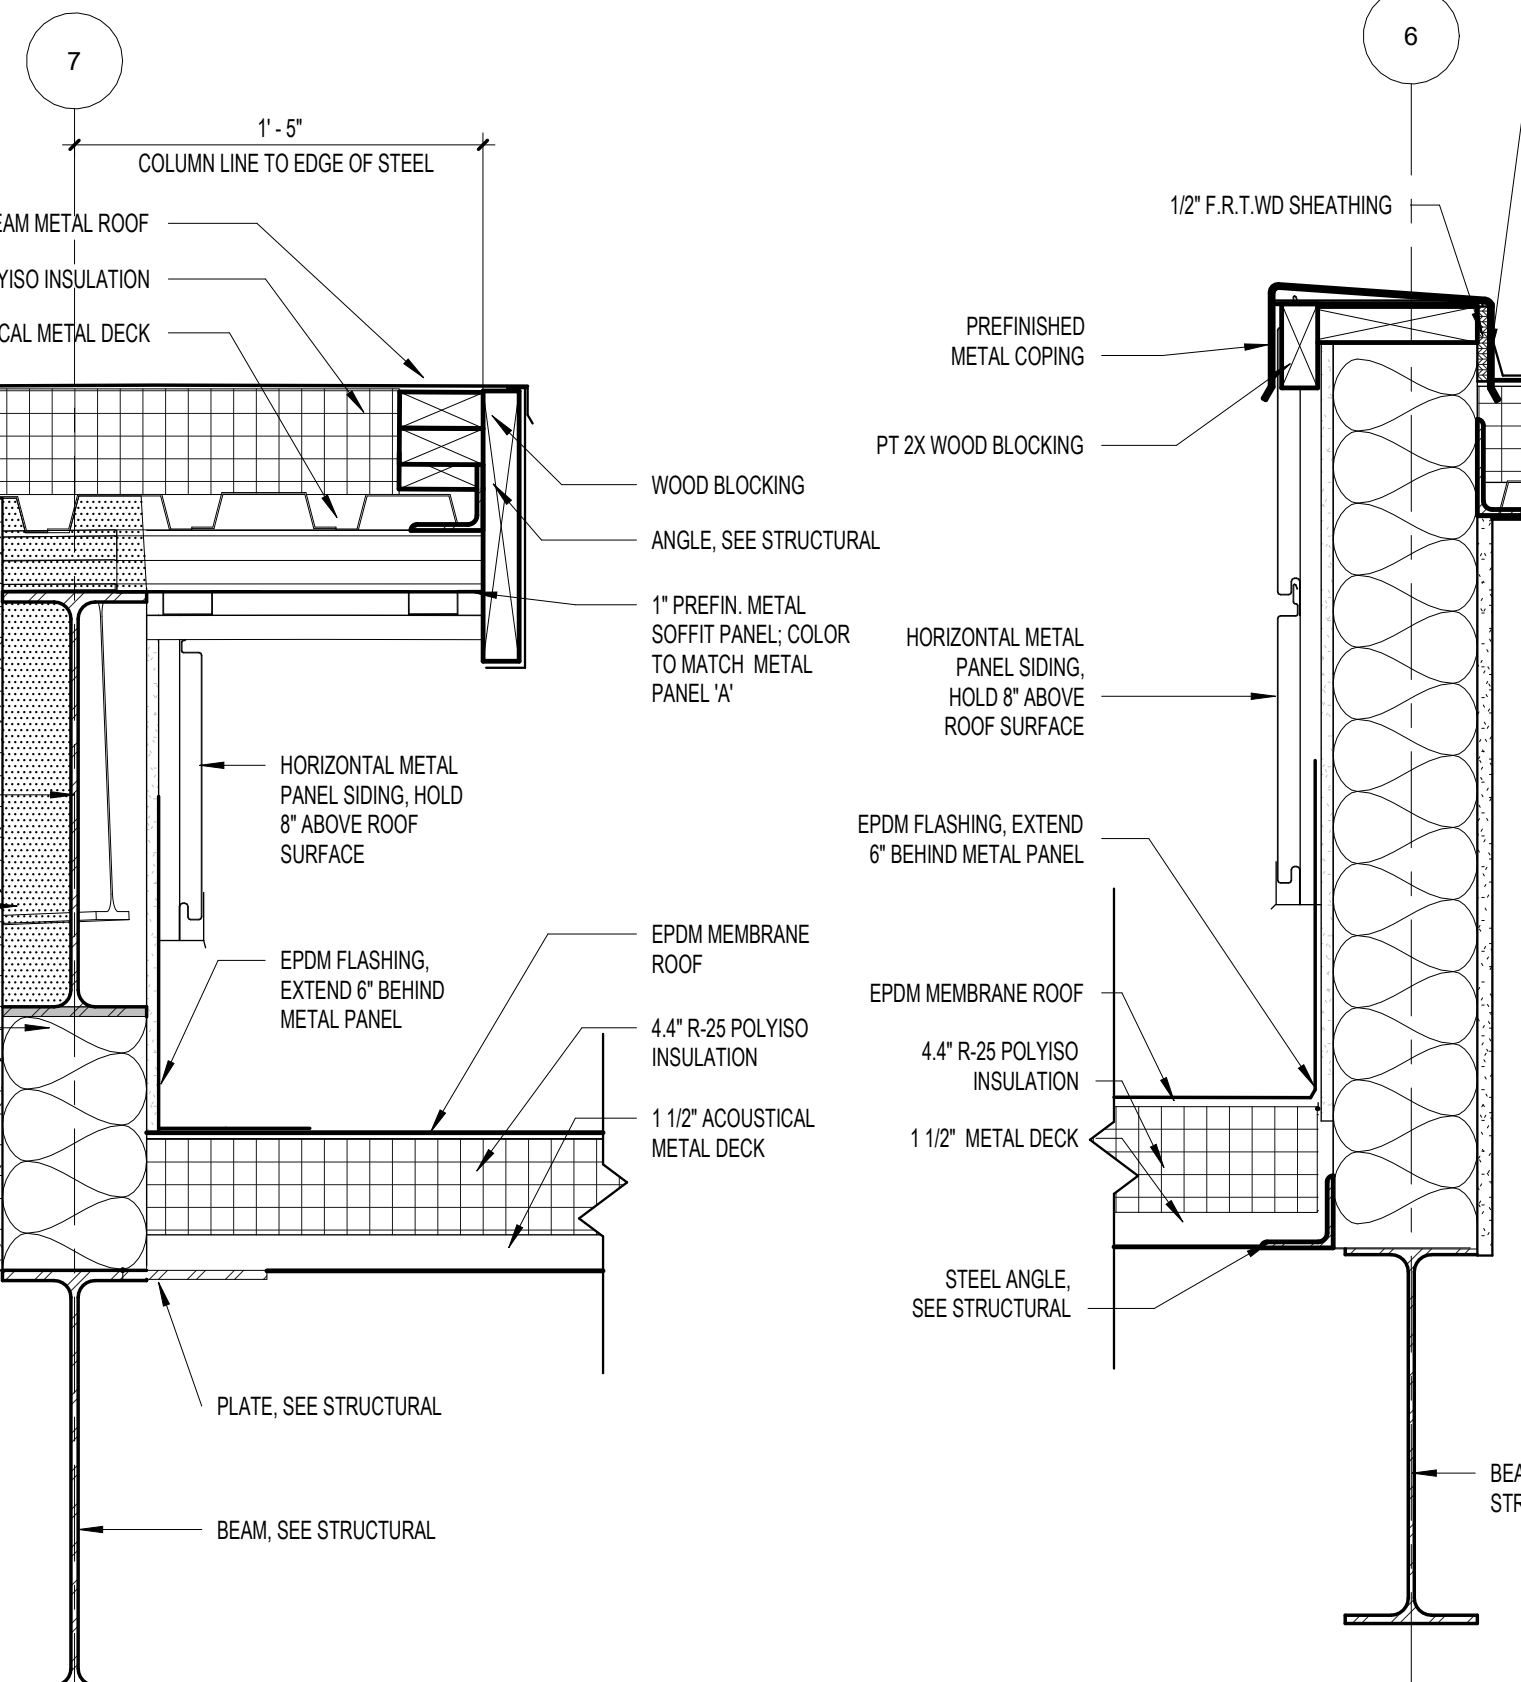 7
1' - 5"
COLUMN LINE TO EDGE OF STEEL
METAL ROOF
INSULATION
METAL DECK
WOOD BLOCKING
ANGLE, SEE STRUCTURAL
1" PREFIN. METAL
SOFFIT PANEL; COLOR
TO MATCH METAL
PANEL 'A'
HORIZONTAL METAL
PANEL SIDING, HOLD
8" ABOVE ROOF
SURFACE
EPDM FLASHING,
EXTEND 6" BEHIND
METAL PANEL
EPDM MEMBRANE
ROOF
4.4" R-25 POLYISO
INSULATION
1 1/2" ACOUSTICAL
METAL DECK
PLATE, SEE STRUCTURAL
BEAM, SEE STRUCTURAL
6
1/2" F.R.T.WD SHEATHING
PREFINISHED
METAL COPING
PT 2X WOOD BLOCKING
HORIZONTAL METAL
PANEL SIDING,
HOLD 8" ABOVE
ROOF SURFACE
EPDM FLASHING, EXTEND
6" BEHIND METAL PANEL
EPDM MEMBRANE ROOF
4.4" R-25 POLYISO
INSULATION
1 1/2" METAL DECK
STEEL ANGLE,
SEE STRUCTURAL